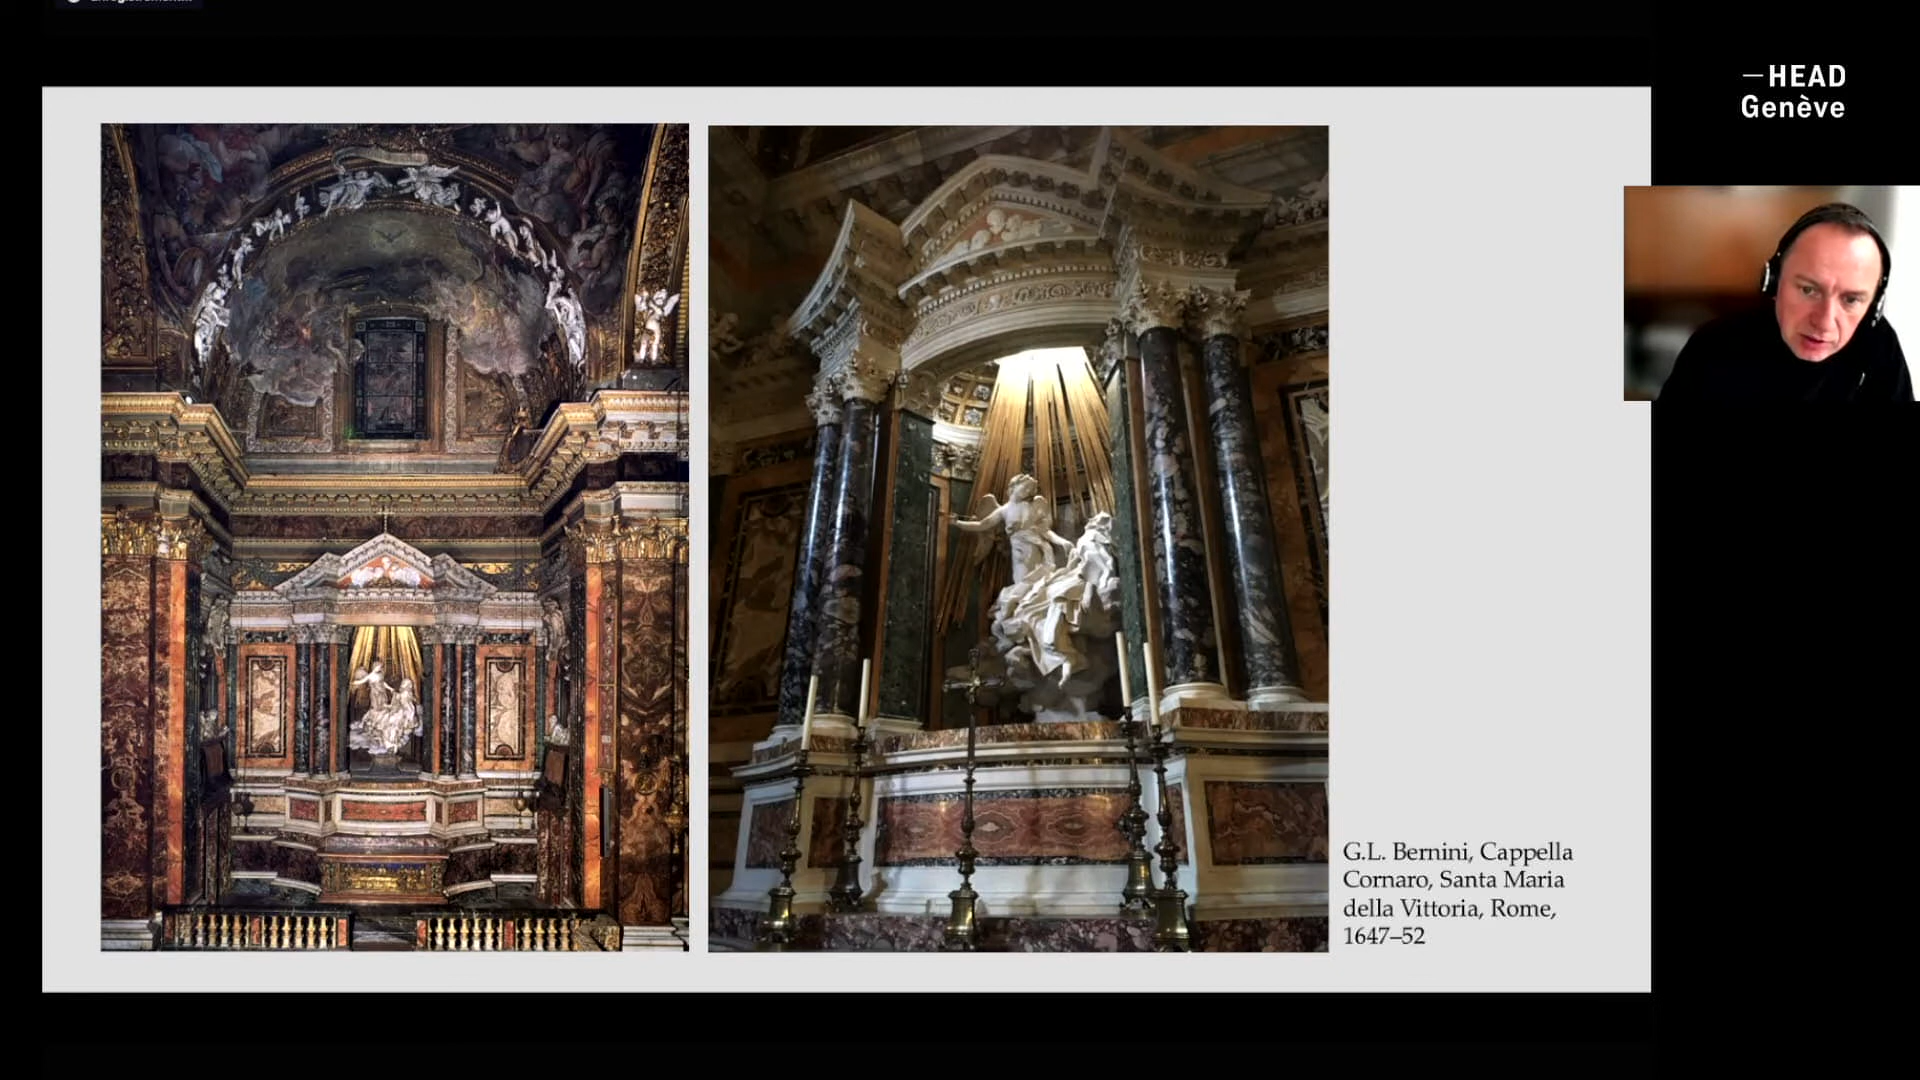 —HEAD
Genève
G.L. Bernini, Cappella
Cornaro, Santa Maria
della Vittoria, Rome,
1647–52